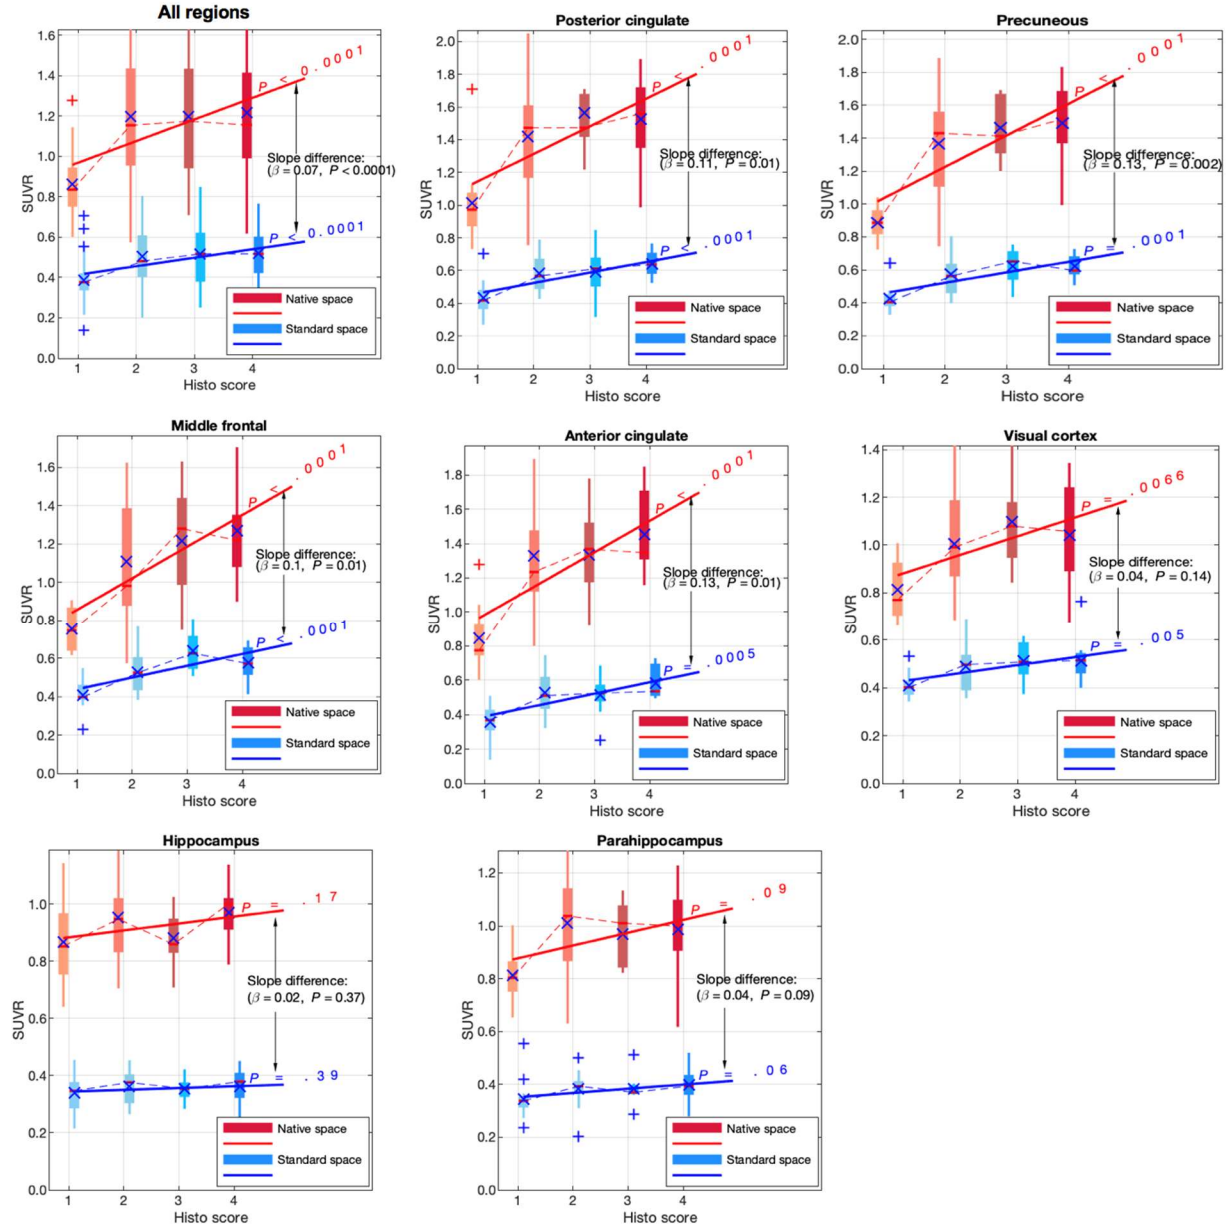 All regions
1.6
1.4
1.2
1.0
0.8
0.6
0.4
0.2
0.0
SUVR
P < 0.0001
Slope difference:
(β = 0.07, P < 0.0001)
P < 0.0001
Native space
Standard space
1 2 3 4
Histo score
Posterior cingulate
2.0
1.8
1.6
1.4
1.2
1.0
0.8
0.6
0.4
0.2
0.0
SUVR
P < .0001
Slope difference:
(β = 0.11, P = 0.01)
P < .0001
Native space
Standard space
1 2 3 4
Histo score
Precuneous
2.0
1.8
1.6
1.4
1.2
1.0
0.8
0.6
0.4
0.2
0.0
SUVR
P < .0001
Slope difference:
(β = 0.13, P = 0.002)
P = .0001
Native space
Standard space
1 2 3 4
Histo score
Middle frontal
1.6
1.4
1.2
1.0
0.8
0.6
0.4
0.2
0.0
SUVR
P < .0001
Slope difference:
(β = 0.1, P = 0.01)
P < .0001
Native space
Standard space
1 2 3 4
Histo score
Anterior cingulate
1.8
1.6
1.4
1.2
1.0
0.8
0.6
0.4
0.2
0.0
SUVR
P < .0001
Slope difference:
(β = 0.13, P = 0.01)
P = .0005
Native space
Standard space
1 2 3 4
Histo score
Visual cortex
1.4
1.2
1.0
0.8
0.6
0.4
0.2
0.0
SUVR
P = .0066
Slope difference:
(β = 0.04, P = 0.14)
P = .005
Native space
Standard space
1 2 3 4
Histo score
Hippocampus
1.0
0.8
0.6
0.4
0.2
0.0
SUVR
P = .17
Slope difference:
(β = 0.02, P = 0.37)
P = .39
Native space
Standard space
1 2 3 4
Histo score
Parahippocampus
1.2
1.0
0.8
0.6
0.4
0.2
0.0
SUVR
P = .09
Slope difference:
(β = 0.04, P = 0.09)
P = .06
Native space
Standard space
1 2 3 4
Histo score